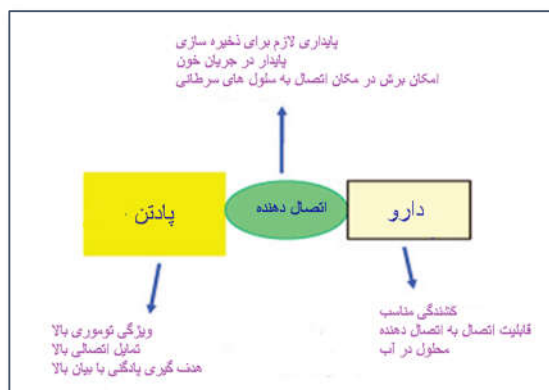 پایداری لازم برای ذخیره سازی
پایدار در جریان خون
امکان برش در مکان اتصال به سلول های سرطانی
دارو
اتصال دهنده
پادتن
کشندگی مناسب
قابلیت اتصال به اتصال دهنده
محلول در آب
ویژگی توموری بالا
تمایل اتصالی بالا
هدف گیری پادگنی با بیان بالا